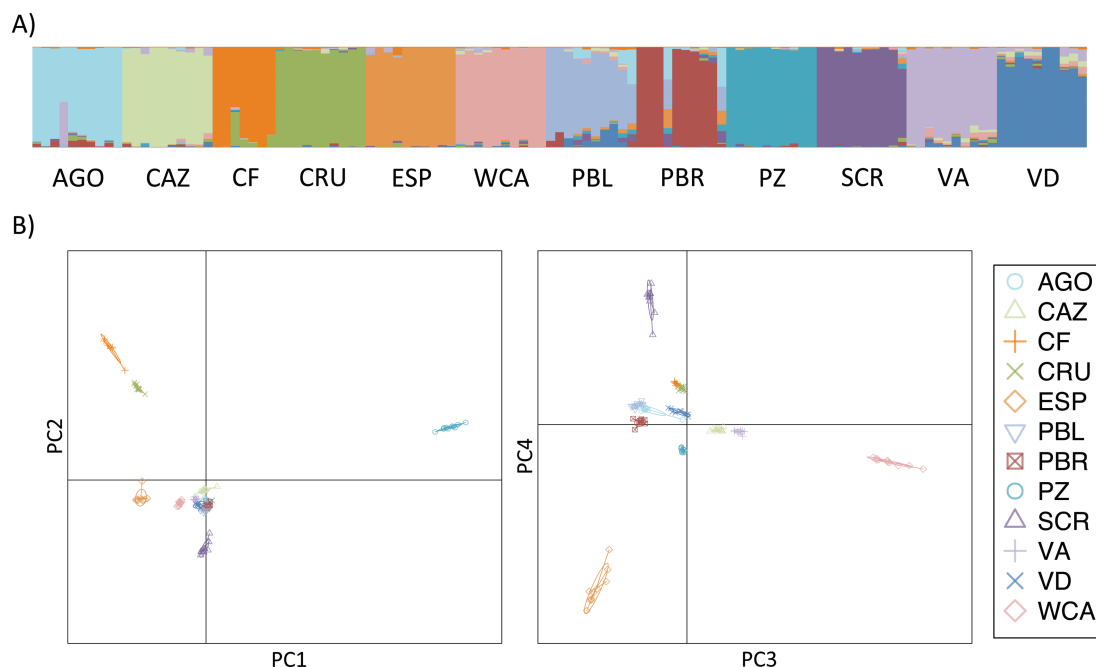 A)
AGO CAZ CF CRU ESP WCA PBL PBR PZ SCR VA VD
B)
PC2
PC1
PC4
PC3
AGO
CAZ
CF
CRU
ESP
PBL
PBR
PZ
SCR
VA
VD
WCA